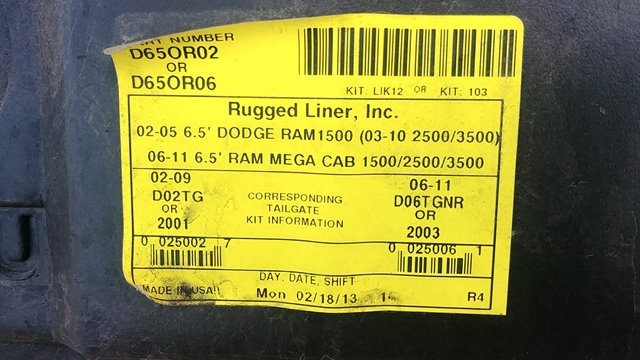 PART NUMBER
D65OR02
OR
D65OR06
KIT: LIK12 OR KIT: 103
Rugged Liner, Inc.
02-05 6.5' DODGE RAM1500 (03-10 2500/3500)
06-11 6.5' RAM MEGA CAB 1500/2500/3500
02-09
D02TG
OR
2001
CORRESPONDING
TAILGATE
KIT INFORMATION
06-11
D06TGNR
OR
2003
0 025002 7
0 025006 1
DAY, DATE, SHIFT
MADE IN USA!!
Mon 02/18/13
R4